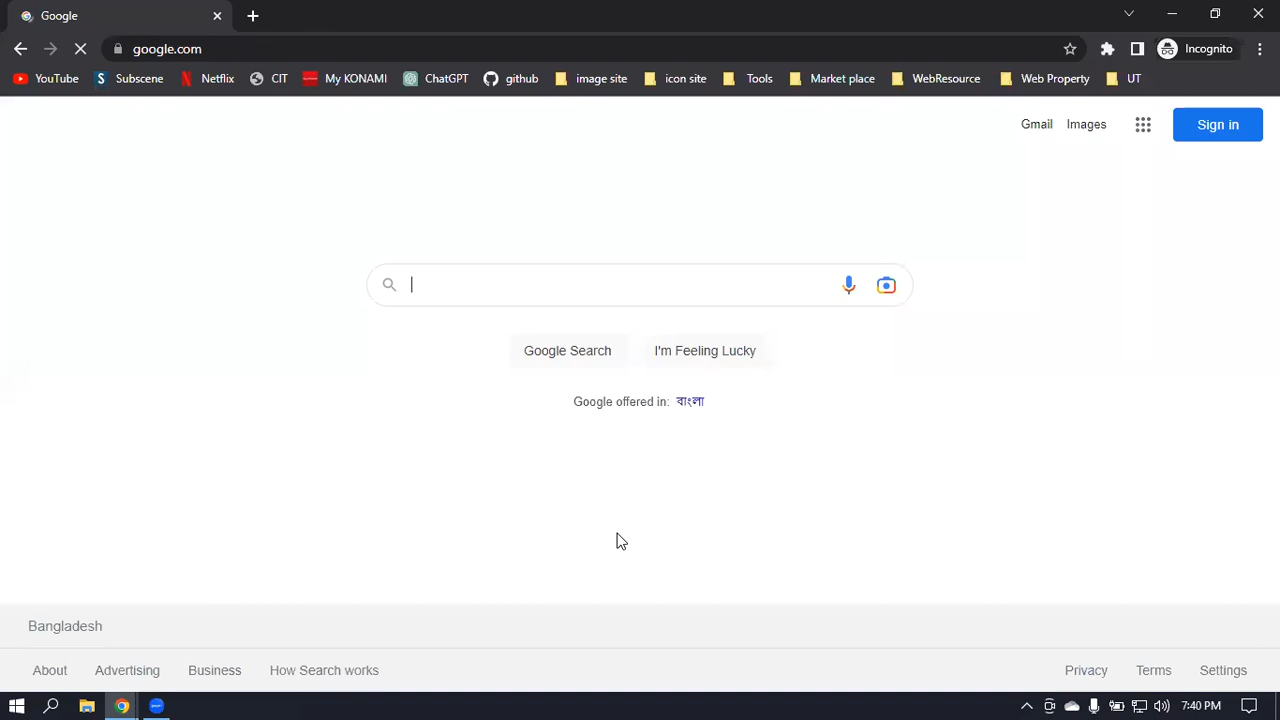 Google
google.com
Incognito
YouTube Subscene Netflix CIT My KONAMI ChatGPT github image site icon site Tools Market place WebResource Web Property UT
Gmail Images Sign in
Google Search I'm Feeling Lucky
Google offered in: বাংলা
Bangladesh
About Advertising Business How Search works Privacy Terms Settings
7:40 PM